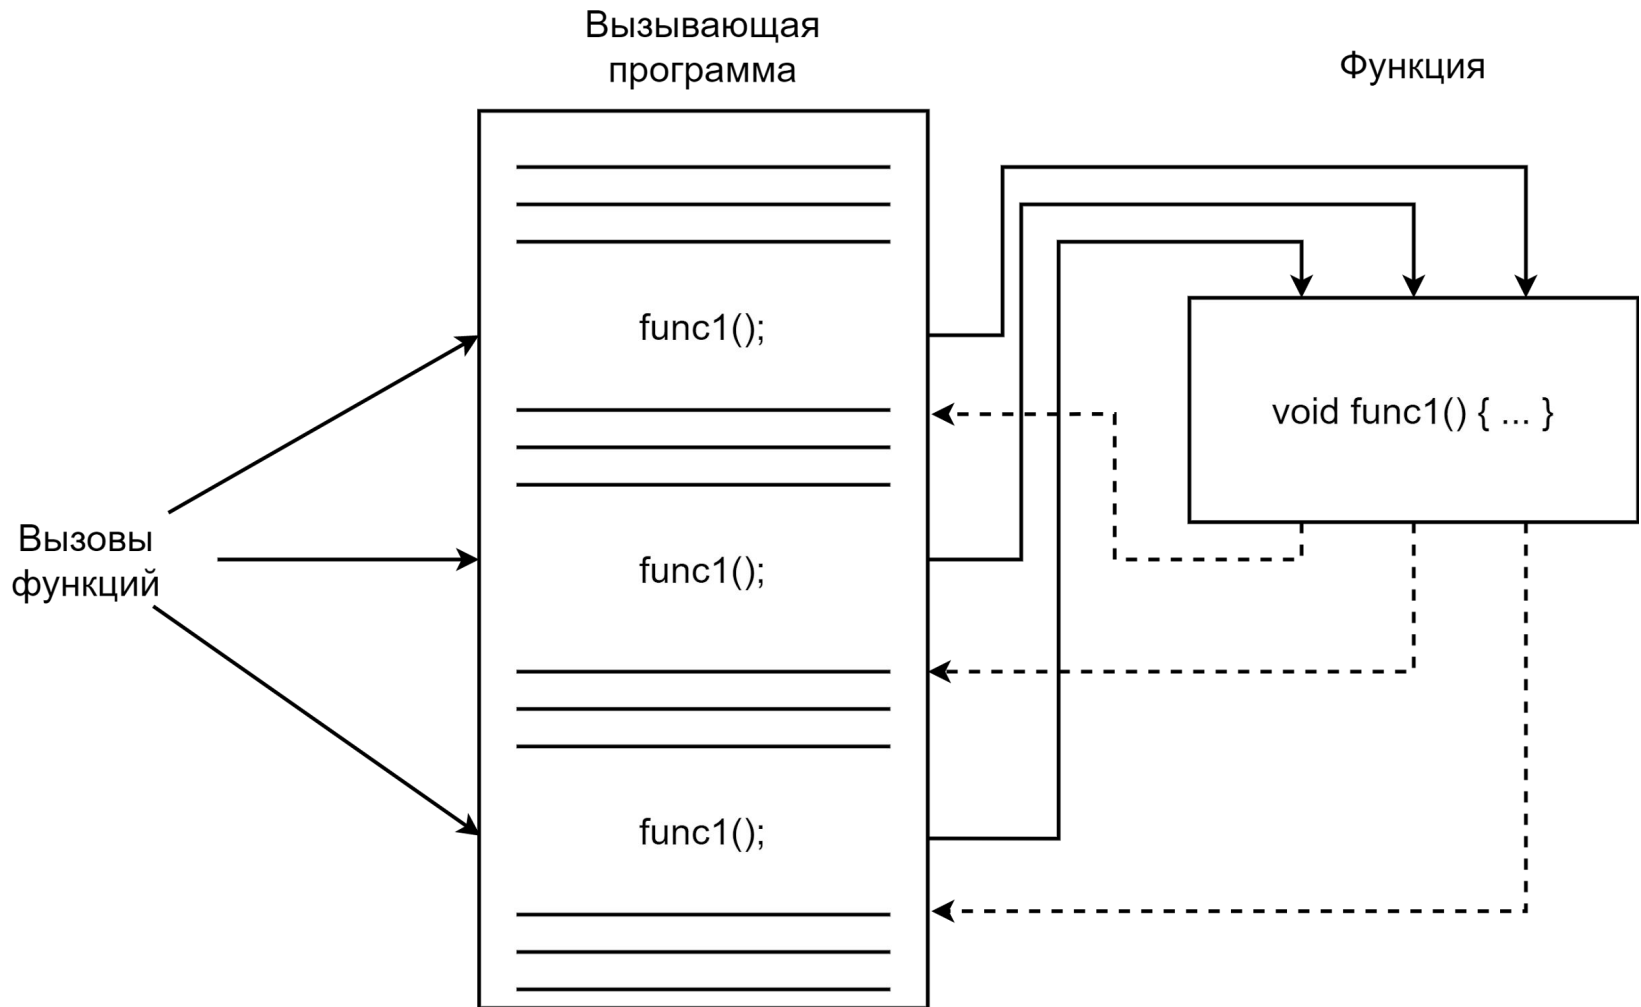 Вызывающая
программа
Функция
func1();
void func1() { ... }
Вызовы
функций
func1();
func1();